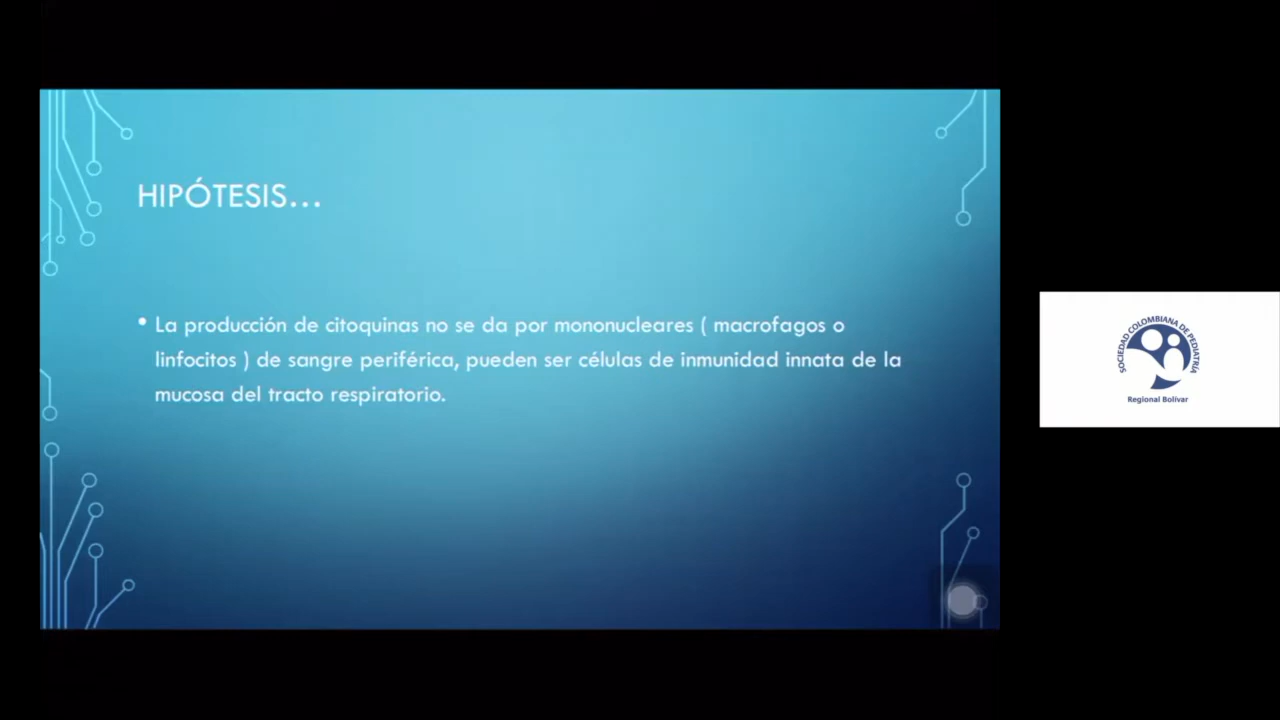 HIPÓTESIS...
• La producción de citoquinas no se da por mononucleares ( macrofagos o
linfocitos ) de sangre periférica, pueden ser células de inmunidad innata de la
mucosa del tracto respiratorio.
SOCIEDAD COLOMBIANA DE PEDIATRÍA
Regional Bolívar